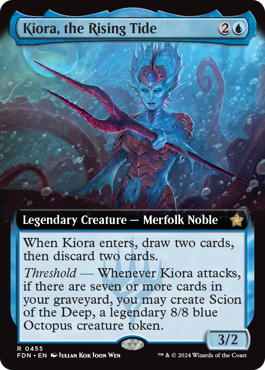 Kiora, the Rising Tide 2
Legendary Creature — Merfolk Noble
When Kiora enters, draw two cards,
then discard two cards.
Threshold — Whenever Kiora attacks,
if there are seven or more cards in
your graveyard, you may create Scion
of the Deep, a legendary 8/8 blue
Octopus creature token.
3/2
R 0455
FDN • EN Julian Kok Joon Wen
™ & © 2024 Wizards of the Coast